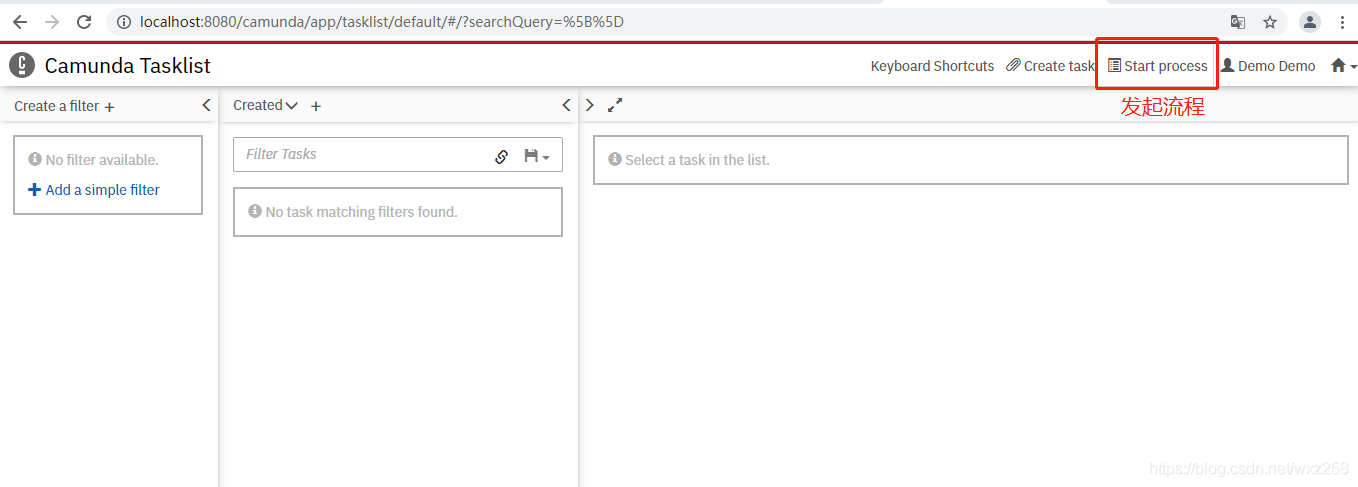 localhost:8080/camunda/app/tasklist/default/#/?searchQuery=%5B%5D
Camunda Tasklist
Keyboard Shortcuts Create task Start process Demo Demo
发起流程
Create a filter +
Created +
No filter available.
Add a simple filter
Filter Tasks
No task matching filters found.
Select a task in the list.
https://blog.csdn.net/wxz258